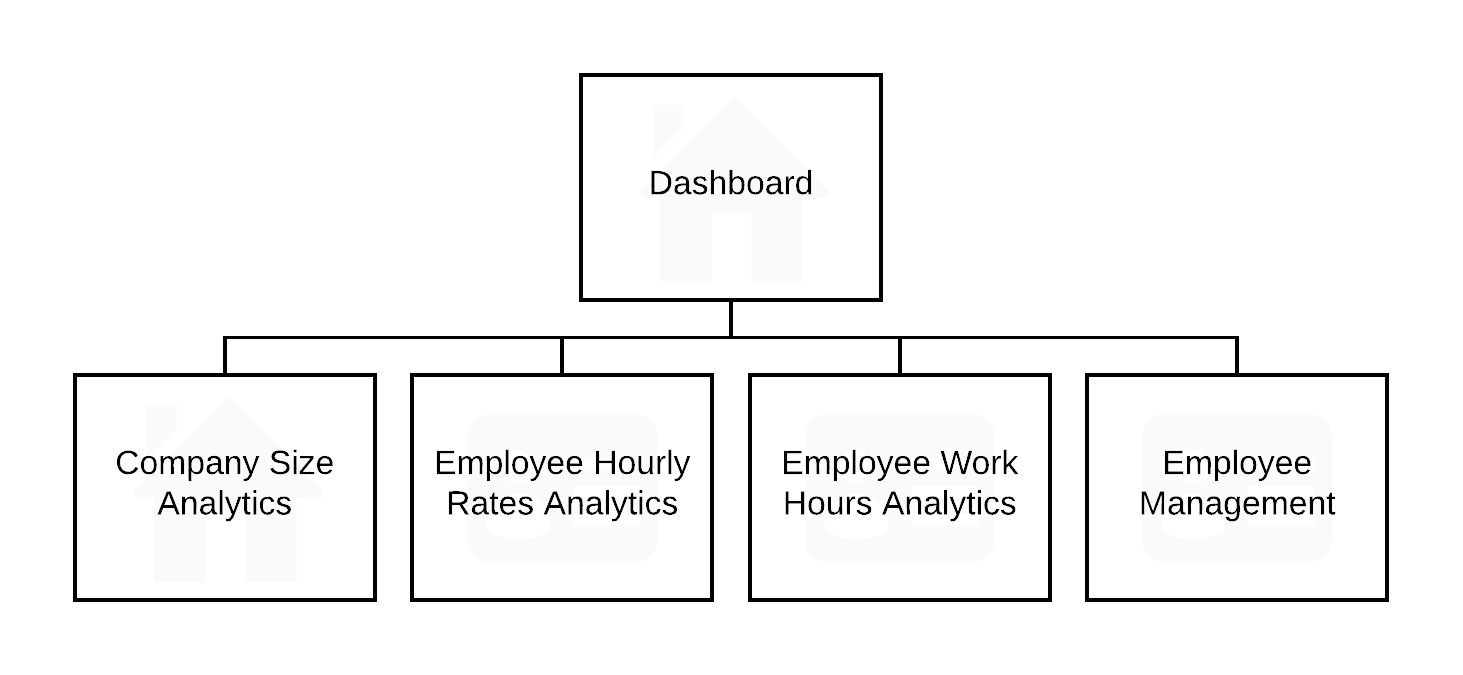 Dashboard
Company Size
Analytics
Employee Hourly
Rates Analytics
Employee Work
Hours Analytics
Employee
Management